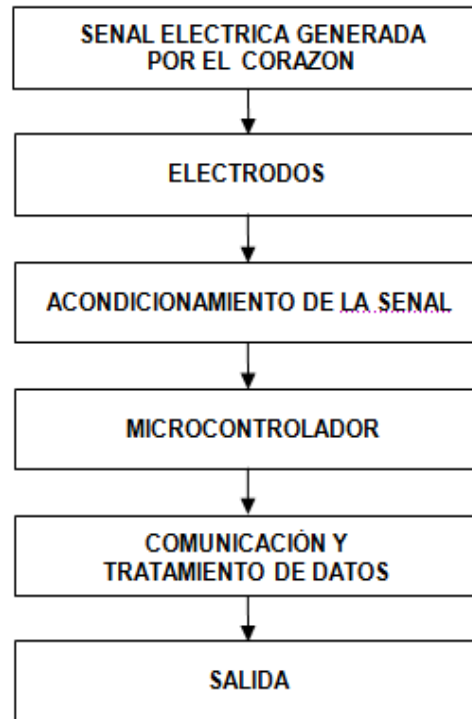 SENAL ELECTRICA GENERADA
POR EL CORAZON
ELECTRODOS
ACONDICIONAMIENTO DE LA SENAL
MICROCONTROLADOR
COMUNICACIÓN Y
TRATAMIENTO DE DATOS
SALIDA